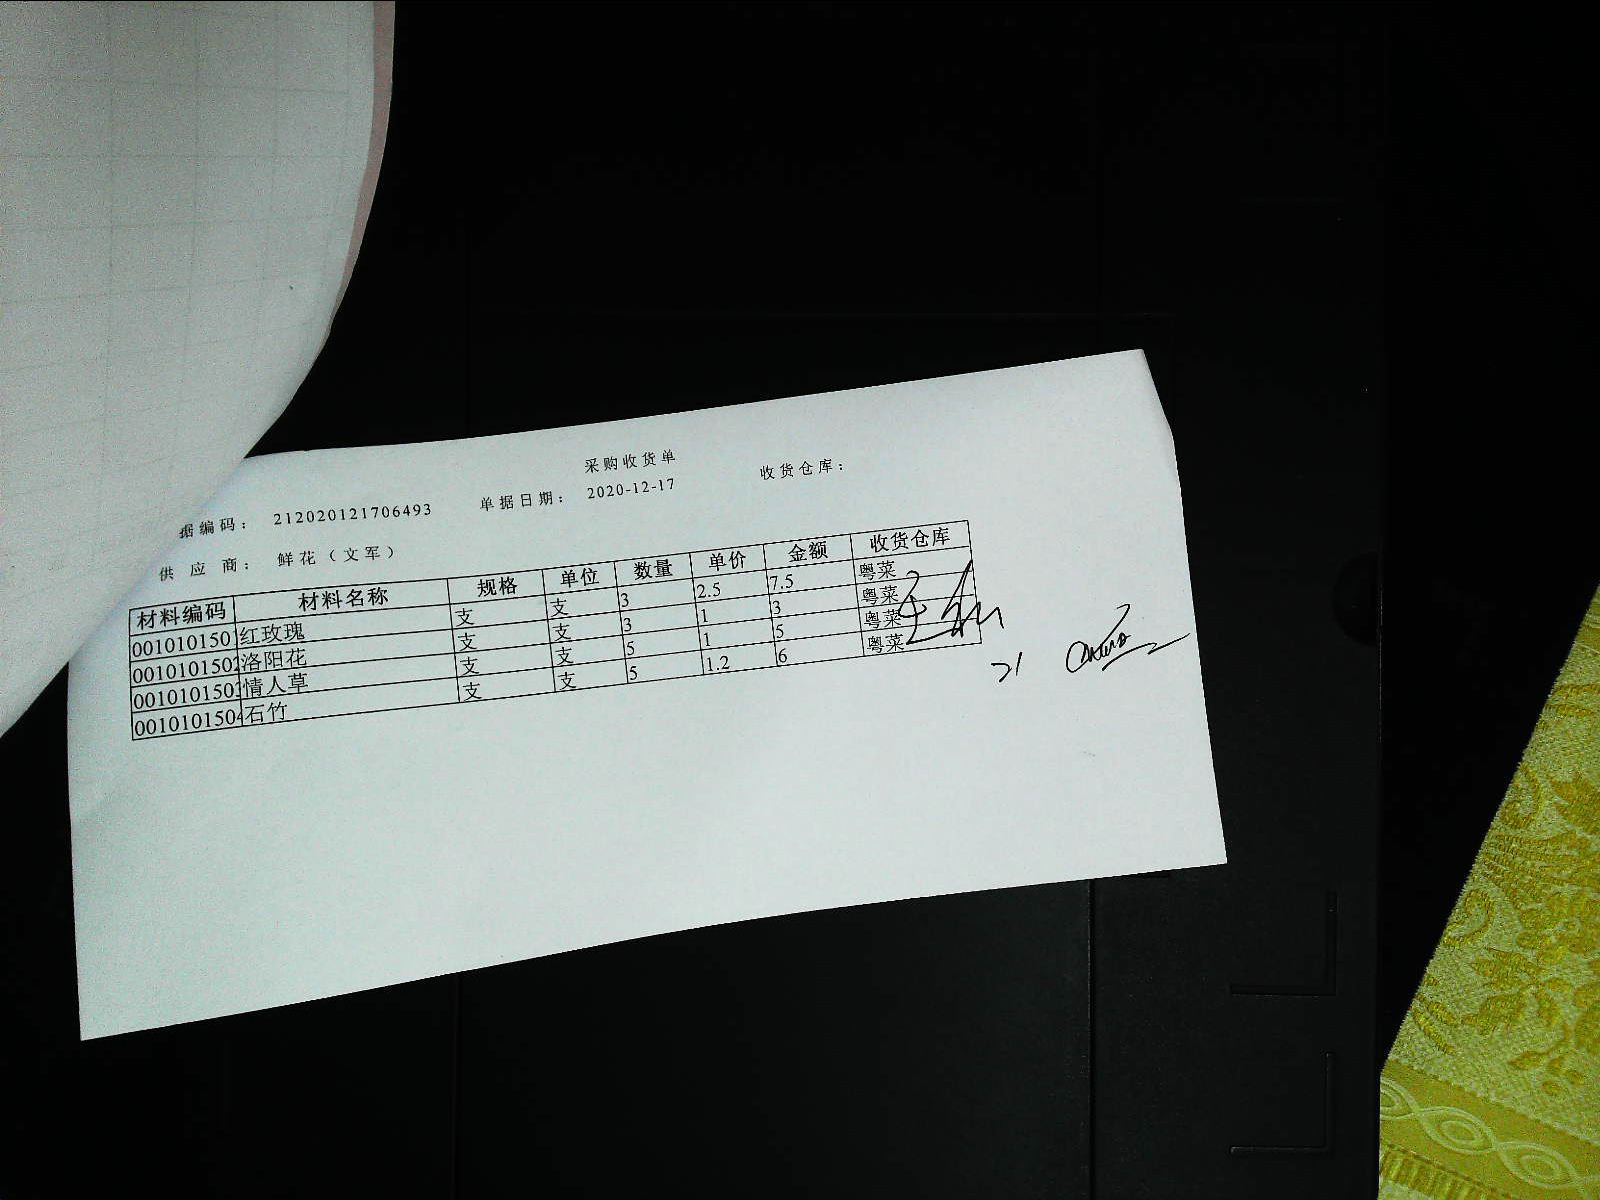 采购收货单
据编码： 212020121706493 单据日期： 2020-12-17 收货仓库：
供 应 商： 鲜花（文军）
材料编码 材料名称 规格 单位 数量 单价 金额 收货仓库
001010150 红玫瑰 支 支 3 2.5 7.5 粤菜
001010150 洛阳花 支 支 3 1 3 粤菜
001010150 情人草 支 支 5 1 5 粤菜
001010150 石竹 支 支 5 1.2 6 粤菜